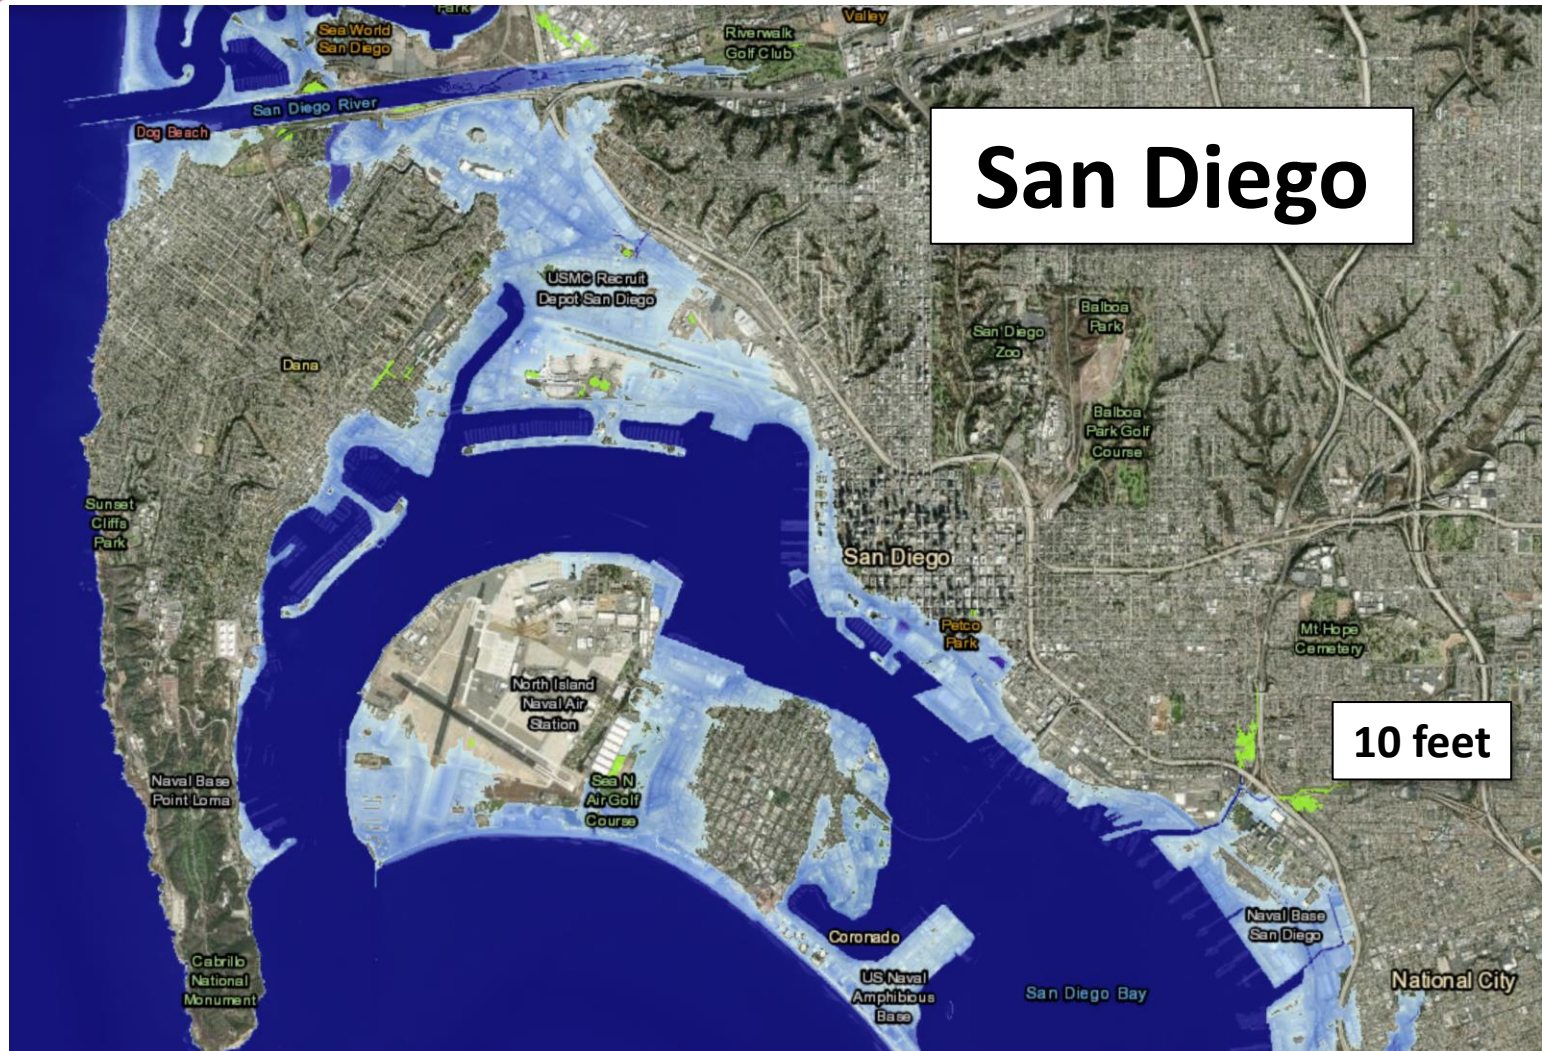 Park
Sea World
San Diego
Valley
Riverwalk
Golf Club
San Diego River
Dog Beach
San Diego
USMC Recruit
Depot San Diego
Balboa
Park
San Diego
Zoo
Dana
Balboa
Park Golf
Course
Sunset
Cliffs
Park
San Diego
Petco
Park
Mt Hope
Cemetery
North Island
Naval Air
Station
10 feet
Naval Base
Point Loma
Sea N
Air Golf
Course
Naval Base
San Diego
Coronado
Cabrillo
National
Monument
US Naval
Amphibious
Base
San Diego Bay
National City